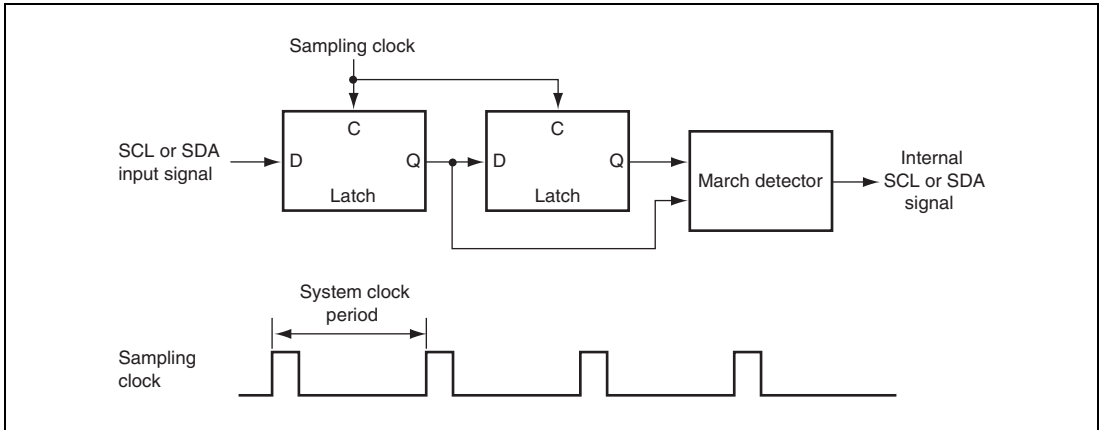 Sampling clock
SCL or SDA
input signal
C
D
Q
Latch
C
D
Q
Latch
March detector
Internal
SCL or SDA
signal
System clock
period
Sampling
clock